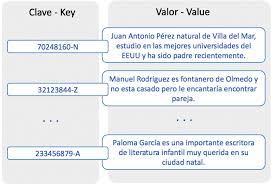 Clave - Key
Valor - Value
70248160-N
Juan Antonio Pérez natural de Villa del Mar,
estudio en las mejores universidades del
EEUU y ha sido padre recientemente.
32123844-Z
Manuel Rodríguez es fontanero de Olmedo y
no esta casado pero le encantaría encontrar
pareja.
233456879-A
Paloma García es una importante escritora
de literatura infantil muy querida en su
ciudad natal.